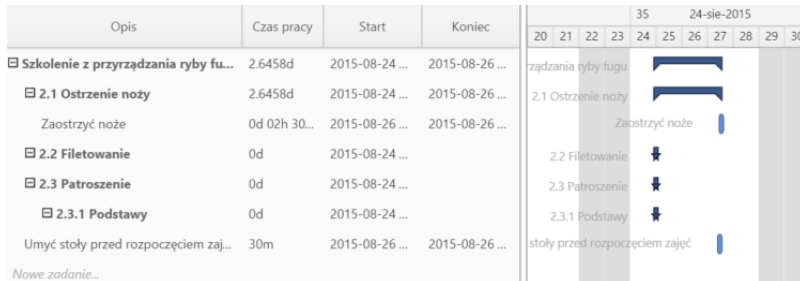 Opis Czas pracy Start Koniec
35 24-sie-2015
20 21 22 23 24 25 26 27 28 29 30
Szkolenie z przyrządzania ryby fu... 2.6458d 2015-08-24 ... 2015-08-26 ... rządzania ryby fugu
2.1 Ostrzenie noży 2.6458d 2015-08-24 ... 2015-08-26 ... 2.1 Ostrzenie noży
Zaostrzyć noże 0d 02h 30... 2015-08-26 ... 2015-08-26 ... Zaostrzyć noże
2.2 Filetowanie 0d 2015-08-24 ... 2.2 Filetowanie
2.3 Patroszenie 0d 2015-08-24 ... 2.3 Patroszenie
2.3.1 Podstawy 0d 2015-08-24 ... 2.3.1 Podstawy
Umyć stoły przed rozpoczęciem zaj... 30m 2015-08-26 ... 2015-08-26 ... stoły przed rozpoczęciem zajęć
Nowe zadanie...